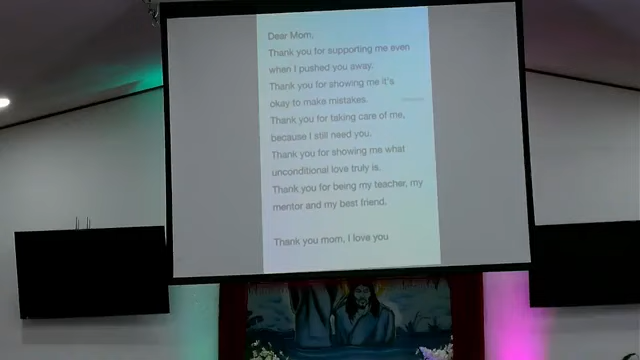 Dear Mom,
Thank you for supporting me even
when I pushed you away.
Thank you for showing me it's
okay to make mistakes.
Thank you for taking care of me,
because I still need you.
Thank you for showing me what
unconditional love truly is.
Thank you for being my teacher, my
mentor and my best friend.
Thank you mom, I love you